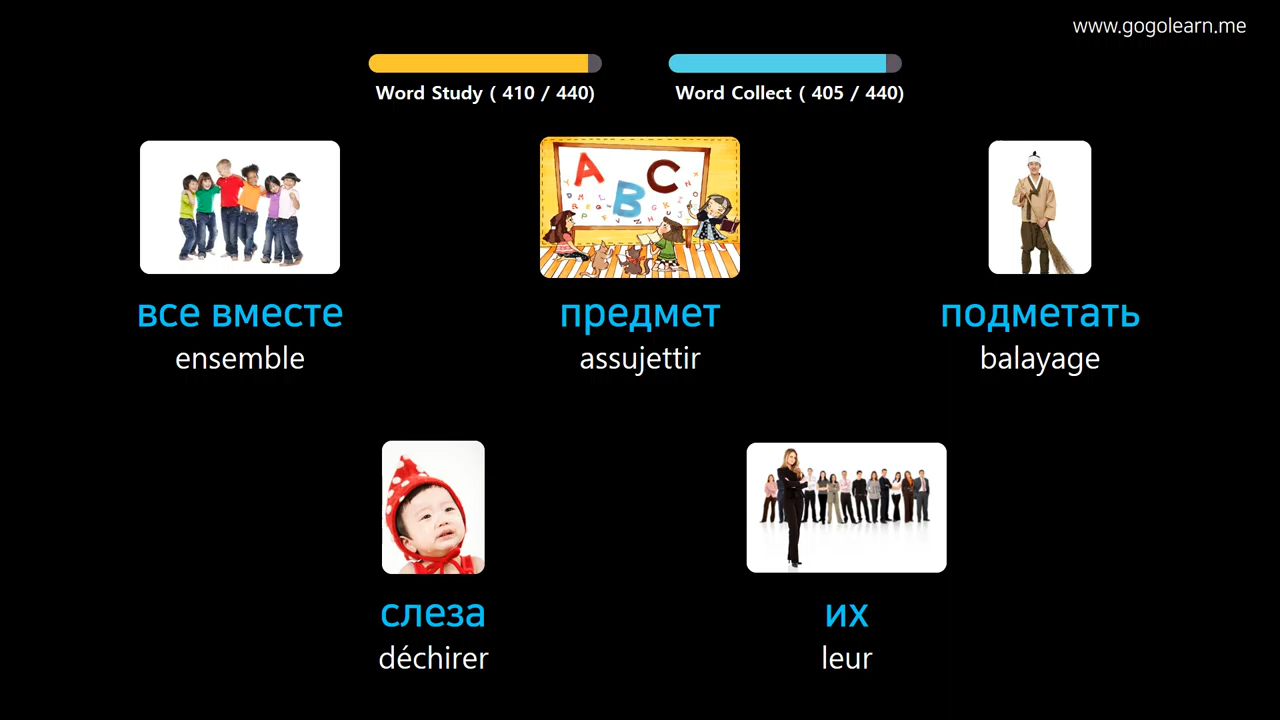 www.gogolearn.me
Word Study ( 410 / 440)
Word Collect ( 405 / 440)
A
B
C
все вместе
ensemble
предмет
assujettir
подметать
balayage
слеза
déchirer
их
leur